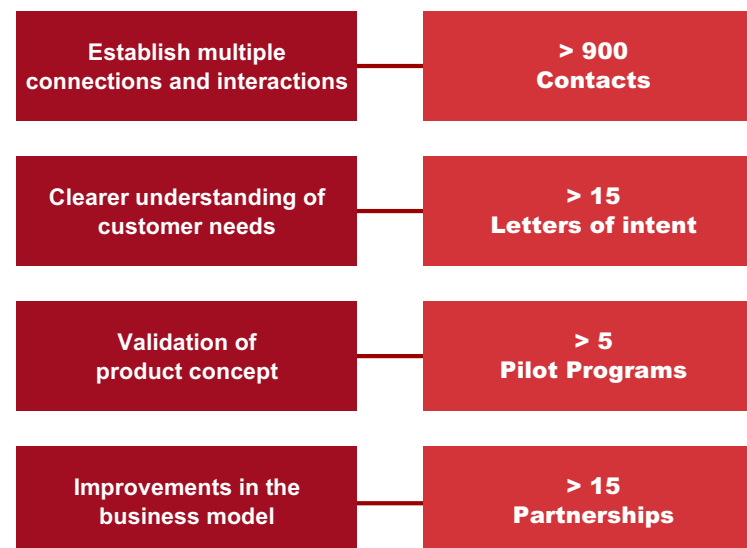 Establish multiple
connections and interactions
> 900
Contacts
Clearer understanding of
customer needs
> 15
Letters of intent
Validation of
product concept
> 5
Pilot Programs
Improvements in the
business model
> 15
Partnerships